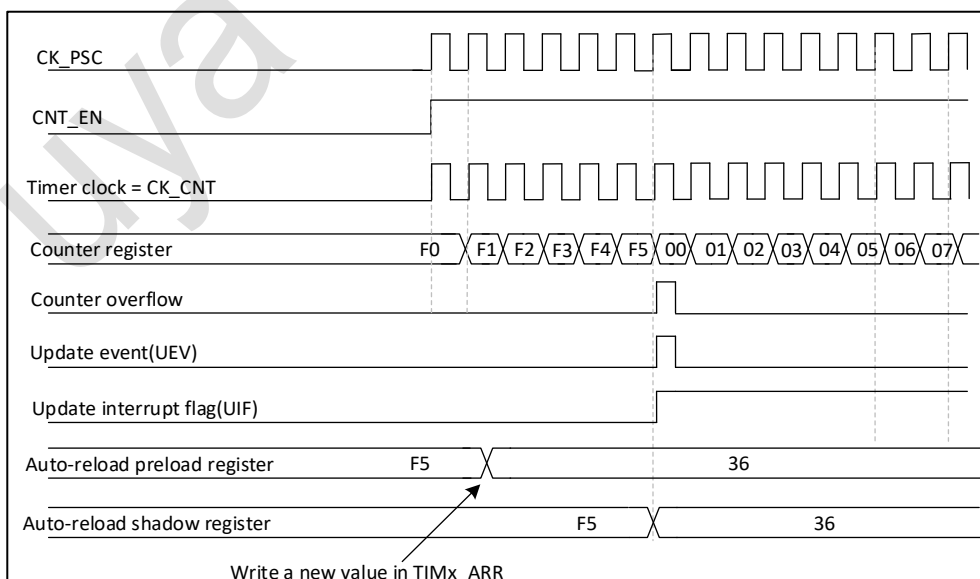 uya
CK_PSC
CNT_EN
Timer clock = CK_CNT
Counter register F0 F1 F2 F3 F4 F5 00 01 02 03 04 05 06 07
Counter overflow
Update event(UEV)
Update interrupt flag(UIF)
Auto-reload preload register F5 36
Auto-reload shadow register F5 36
Write a new value in TIMx_ARR